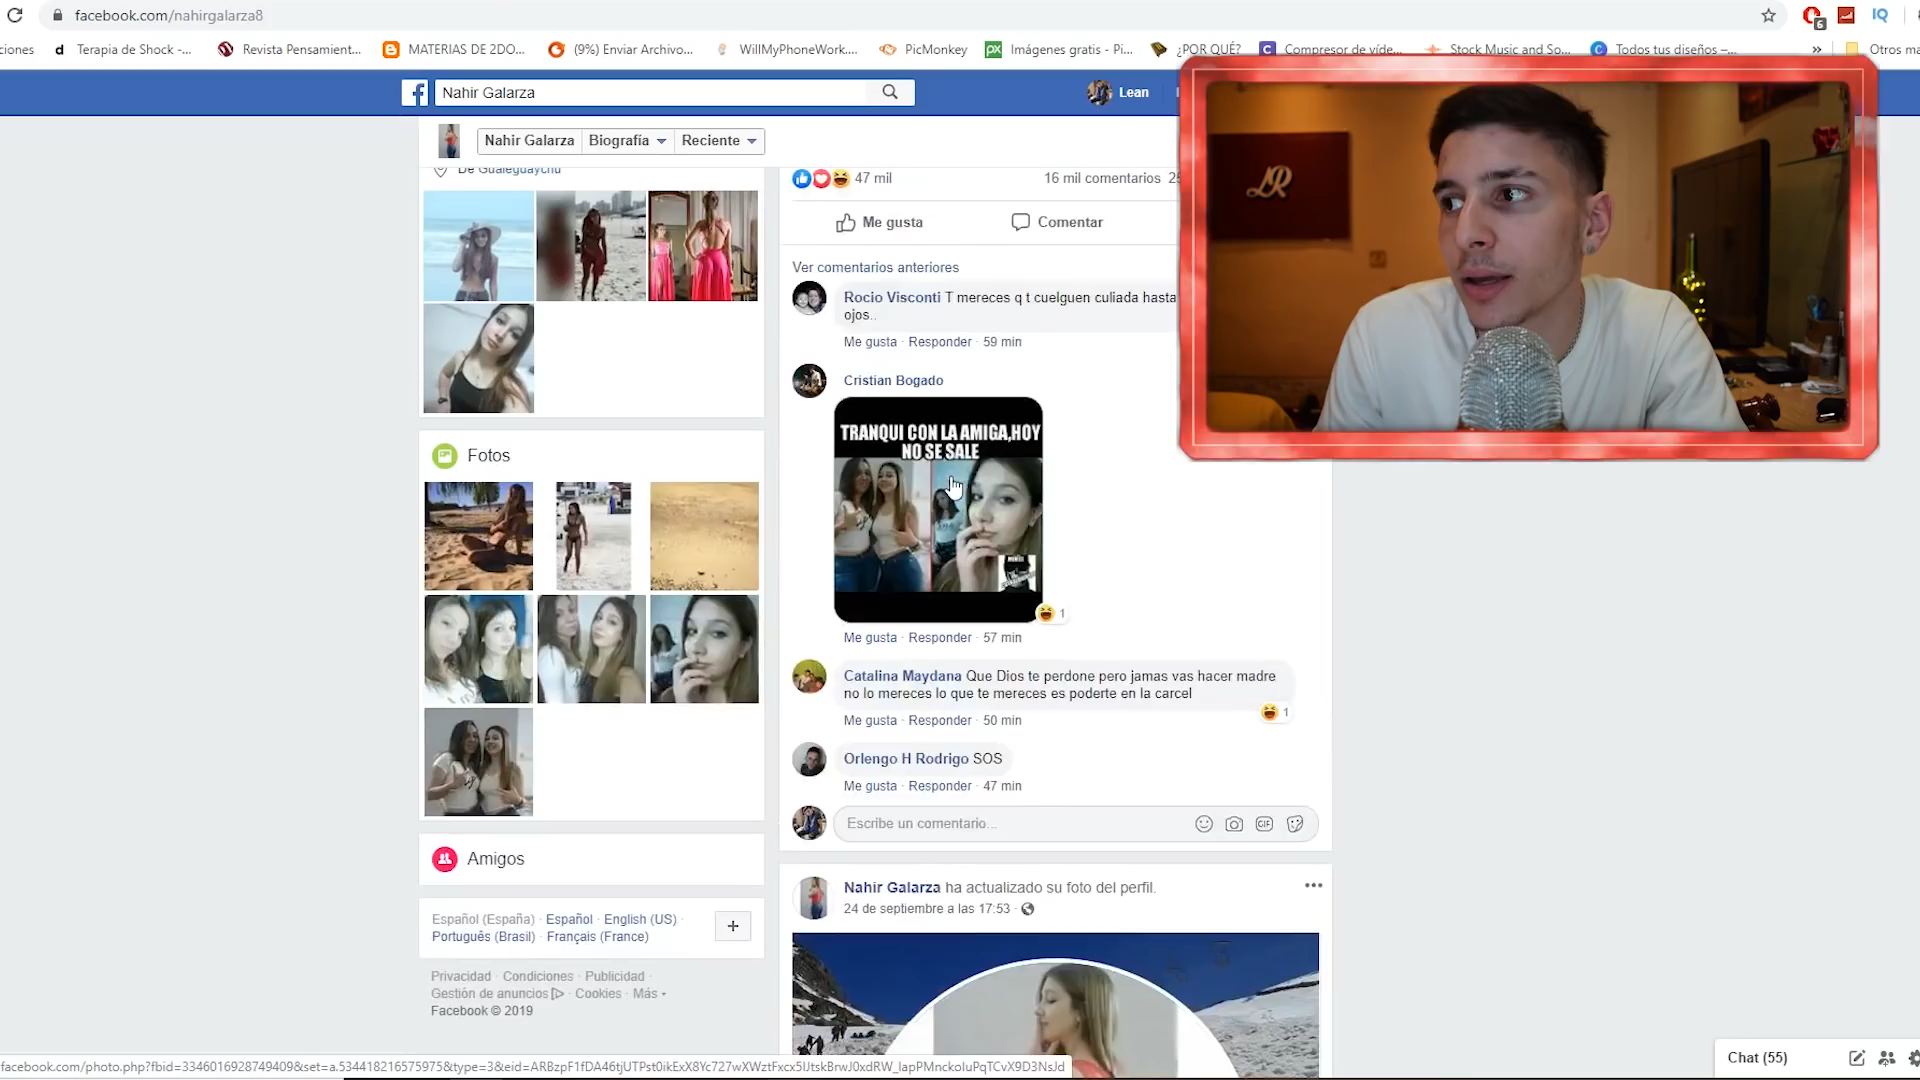 facebook.com/nahirgalarza8
ciones
Terapia de Shock -...
Revista Pensamient...
MATERIAS DE 2DO...
(9%) Enviar Archivo...
WillMyPhoneWork....
PicMonkey
Imágenes gratis - Pi...
¿POR QUÉ?
Compresor de víde...
Stock Music and So...
Todos tus diseños –...
»
Otros ma
Nahir Galarza
Lean
Nahir Galarza
Biografía
Reciente
De Gualeguaychú
47 mil
16 mil comentarios
Me gusta
Comentar
LR
Ver comentarios anteriores
Rocio Visconti T mereces q t cuelguen culiada hasta
ojos..
Me gusta · Responder · 59 min
Cristian Bogado
TRANQUI CON LA AMIGA,HOY
NO SE SALE
1
Me gusta · Responder · 57 min
Catalina Maydana Que Dios te perdone pero jamas vas hacer madre
no lo mereces lo que te mereces es poderte en la carcel
1
Me gusta · Responder · 50 min
Orlengo H Rodrigo SOS
Me gusta · Responder · 47 min
Escribe un comentario...
GIF
Fotos
Amigos
Español (España) · Español · English (US) ·
Português (Brasil) · Français (France)
Privacidad · Condiciones · Publicidad ·
Gestión de anuncios · Cookies · Más
Facebook © 2019
Nahir Galarza ha actualizado su foto del perfil.
24 de septiembre a las 17:53 ·
Chat (55)